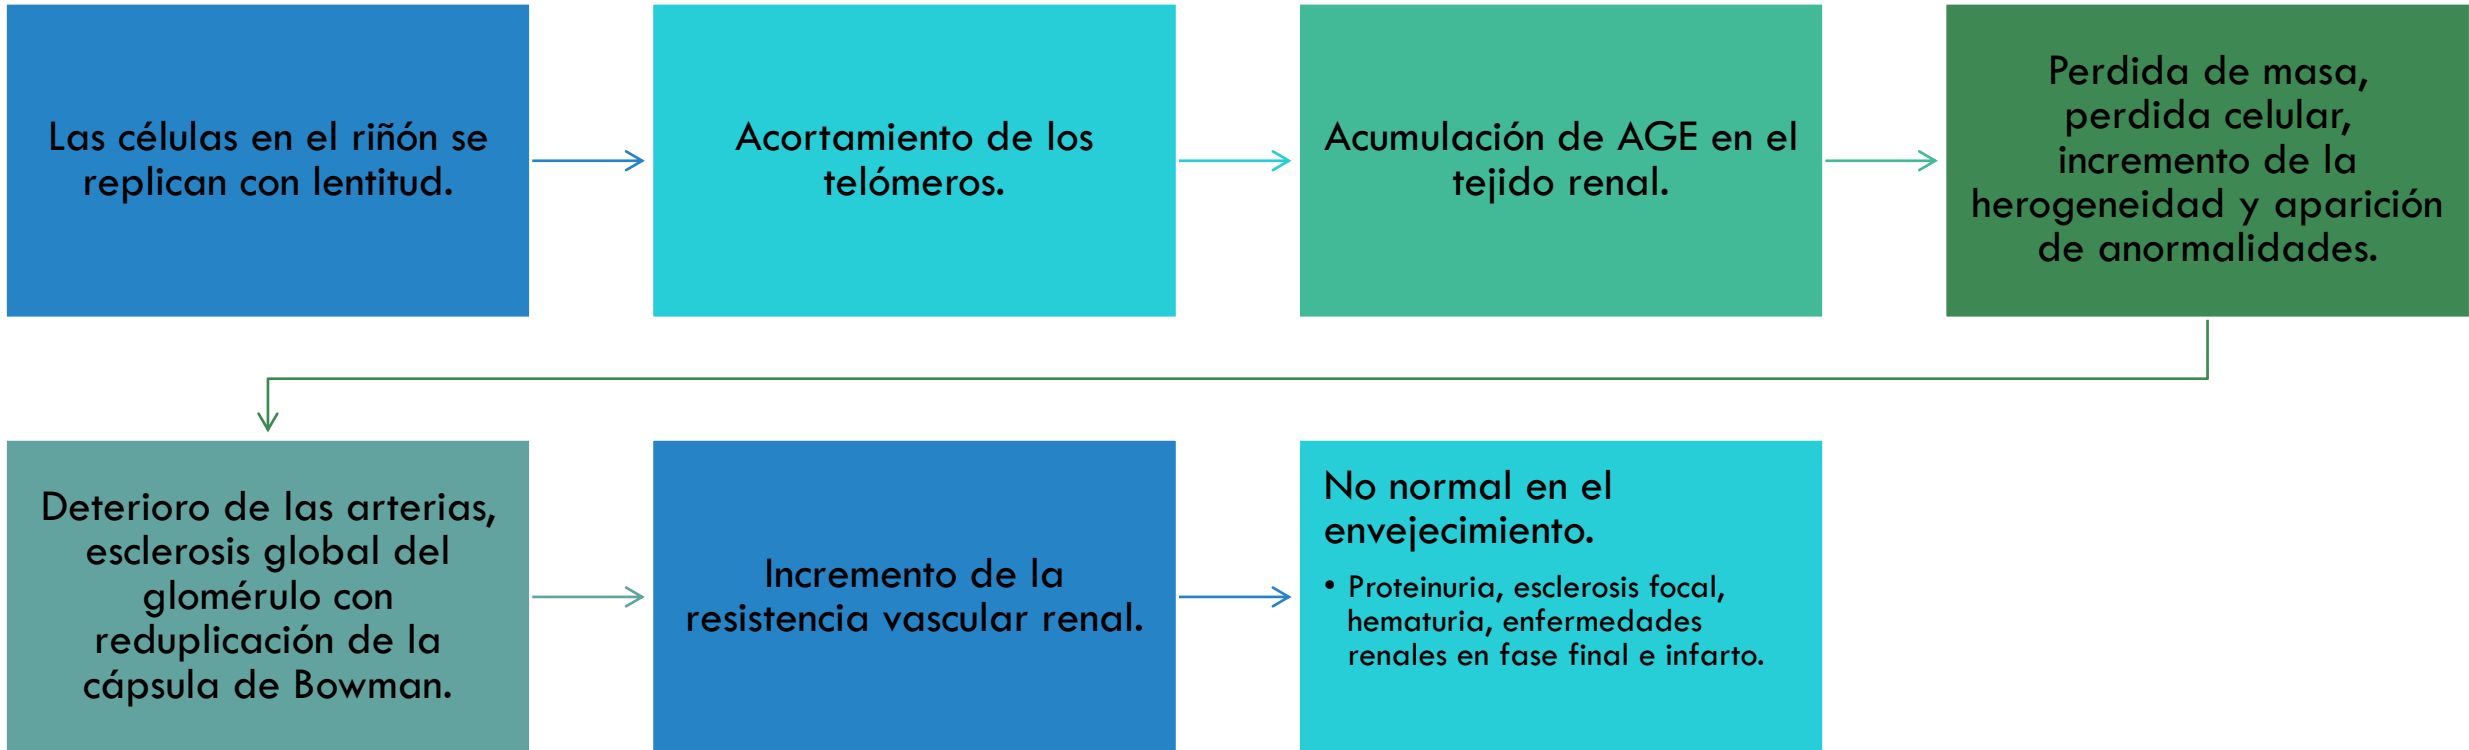 Las células en el riñón se
replican con lentitud.
Acortamiento de los
telómeros.
Acumulación de AGE en el
tejido renal.
Perdida de masa,
perdida celular,
incremento de la
herogeneidad y aparición
de anormalidades.
Deterioro de las arterias,
esclerosis global del
glomérulo con
reduplicación de la
cápsula de Bowman.
Incremento de la
resistencia vascular renal.
No normal en el
envejecimiento.
• Proteinuria, esclerosis focal,
hematuria, enfermedades
renales en fase final e infarto.